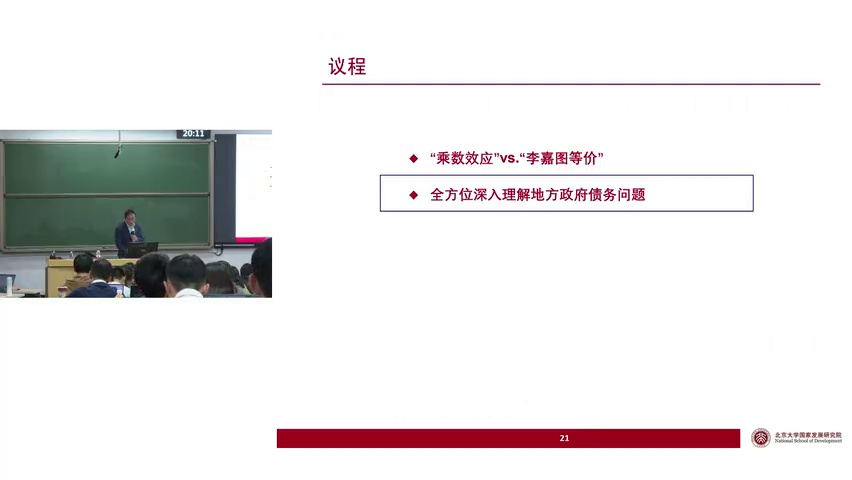 议程
20:11
◆ “乘数效应”vs.“李嘉图等价”
◆ 全方位深入理解地方政府债务问题
21
北京大学国家发展研究院
National School of Development